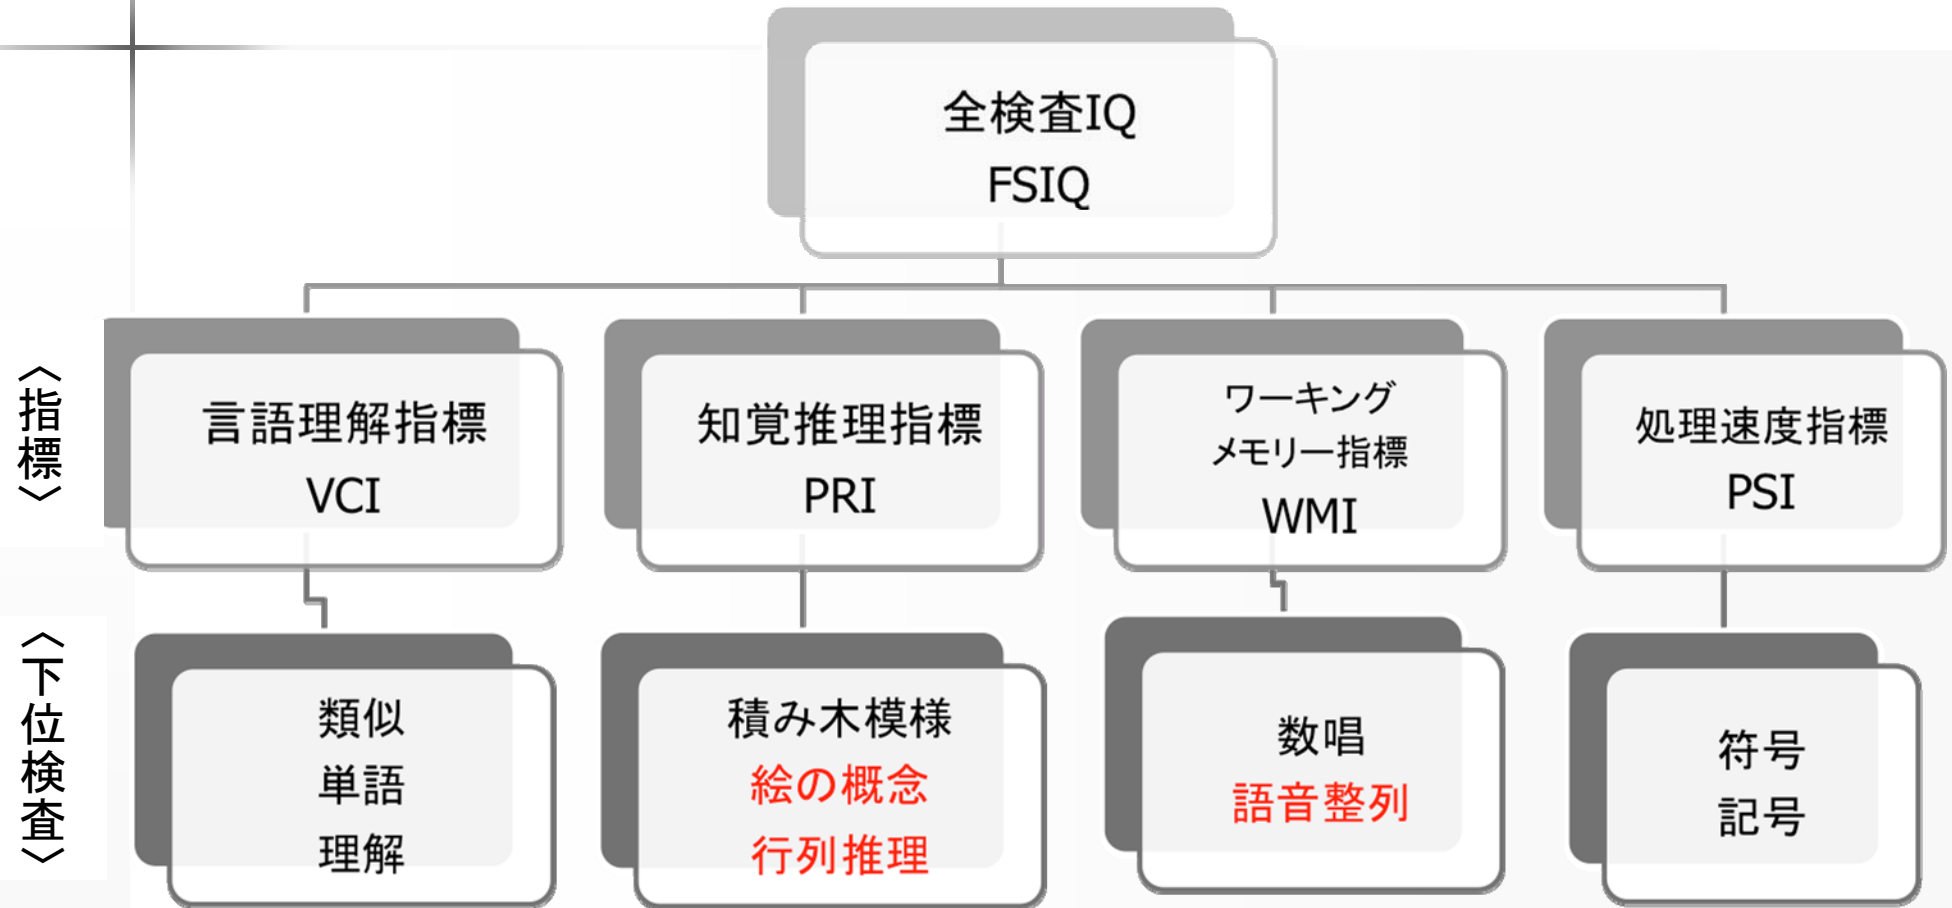 全検査IQ
FSIQ
〈指標〉
言語理解指標
VCI
知覚推理指標
PRI
ワーキング
メモリー指標
WMI
処理速度指標
PSI
〈下位検査〉
類似
単語
理解
積み木模様
絵の概念
行列推理
数唱
語音整列
符号
記号